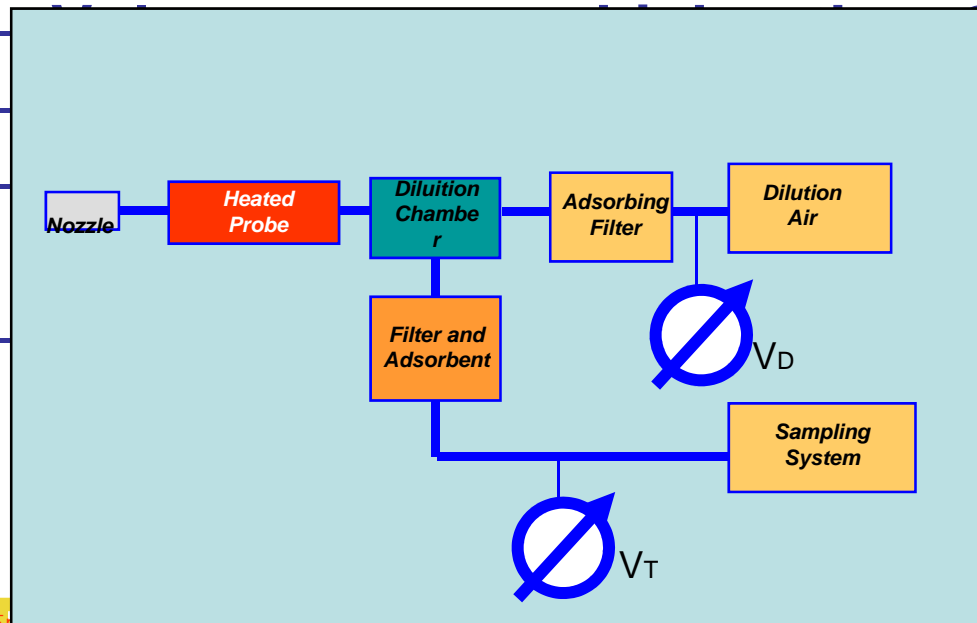 Nozzle
Heated
Probe
Diluition
Chambe
r
Adsorbing
Filter
Dilution
Air
Filter and
Adsorbent
VD
Sampling
System
VT